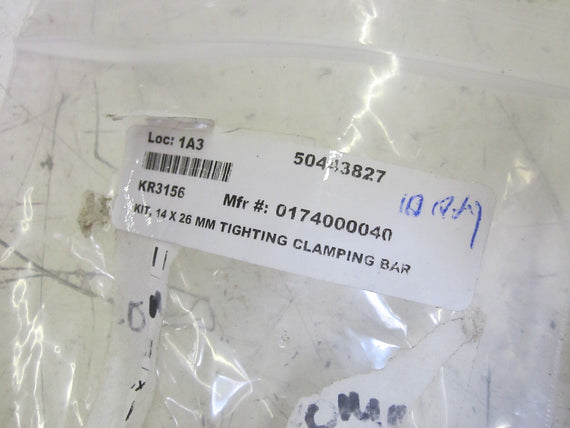 Loc: 1A3
50443827
KR3156
Mfr #: 0174000040
KIT, 14 X 26 MM TIGHTING CLAMPING BAR